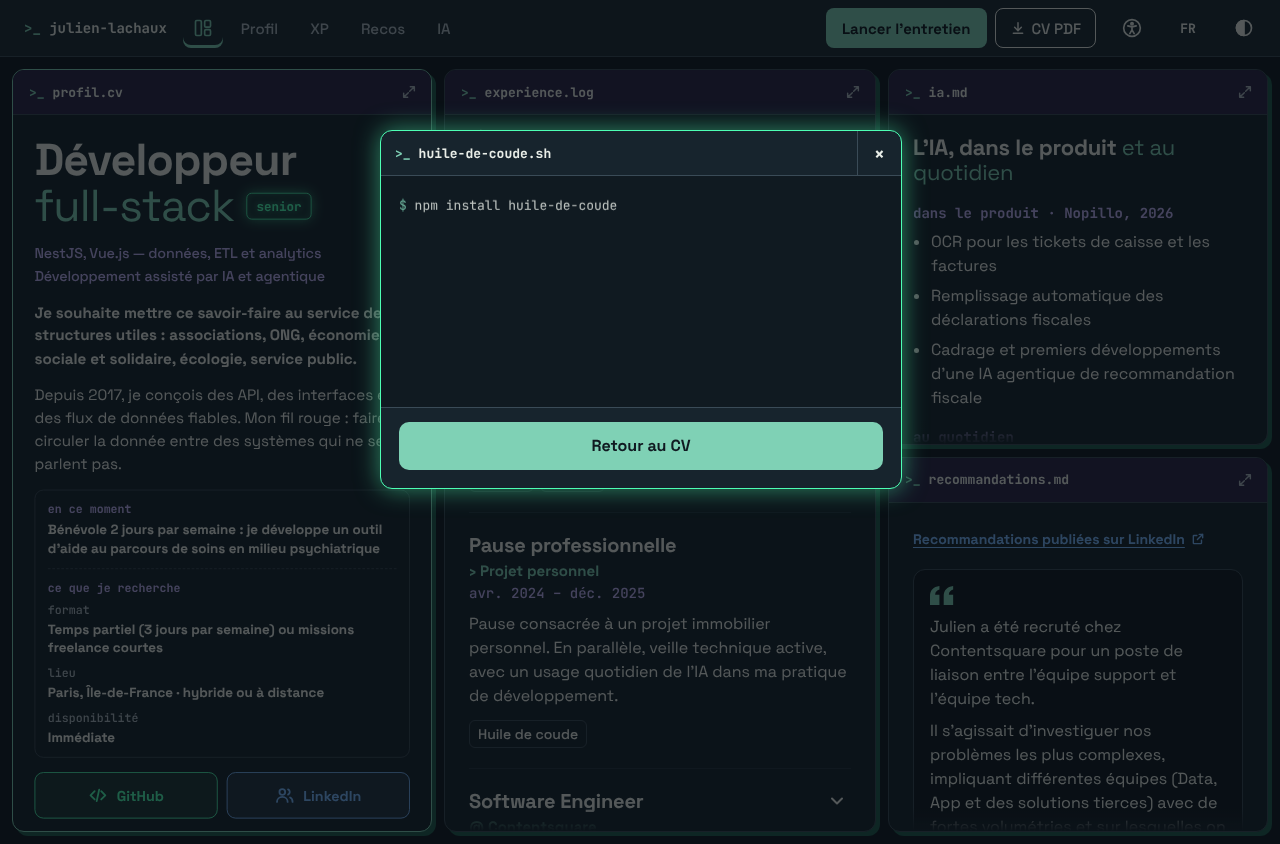 >_ julien-lachaux
Profil
XP
Recos
IA
Lancer l'entretien
CV PDF
FR
>_ profil.cv
Développeur
full-stack senior
NestJS, Vue.js — données, ETL et analytics
Développement assisté par IA et agentique
Je souhaite mettre ce savoir-faire au service de
structures utiles : associations, ONG, économie
sociale et solidaire, écologie, service public.
Depuis 2017, je conçois des API, des interfaces
des flux de données fiables. Mon fil rouge : faire
circuler la donnée entre des systèmes qui ne se
parlent pas.
en ce moment
Bénévole 2 jours par semaine : je développe un outil
d'aide au parcours de soins en milieu psychiatrique
ce que je recherche
format
Temps partiel (3 jours par semaine) ou missions
freelance courtes
lieu
Paris, Île-de-France · hybride ou à distance
disponibilité
Immédiate
GitHub
LinkedIn
>_ experience.log
>_ huile-de-coude.sh
×
$ npm install huile-de-coude
Retour au CV
Pause professionnelle
> Projet personnel
avr. 2024 – déc. 2025
Pause consacrée à un projet immobilier
personnel. En parallèle, veille technique active,
avec un usage quotidien de l'IA dans ma pratique
de développement.
Huile de coude
Software Engineer
@ Contentsquare
>_ ia.md
L'IA, dans le produit et au
quotidien
dans le produit · Nopillo, 2026
• OCR pour les tickets de caisse et les
factures
• Remplissage automatique des
déclarations fiscales
• Cadrage et premiers développements
d'une IA agentique de recommandation
fiscale
au quotidien
>_ recommandations.md
Recommandations publiées sur LinkedIn
Julien a été recruté chez
Contentsquare pour un poste de
liaison entre l'équipe support et
l'équipe tech.
Il s'agissait d'investiguer nos
problèmes les plus complexes,
impliquant différentes équipes (Data,
App et des solutions tierces) avec de
fortes volumétries et sur lesquelles on